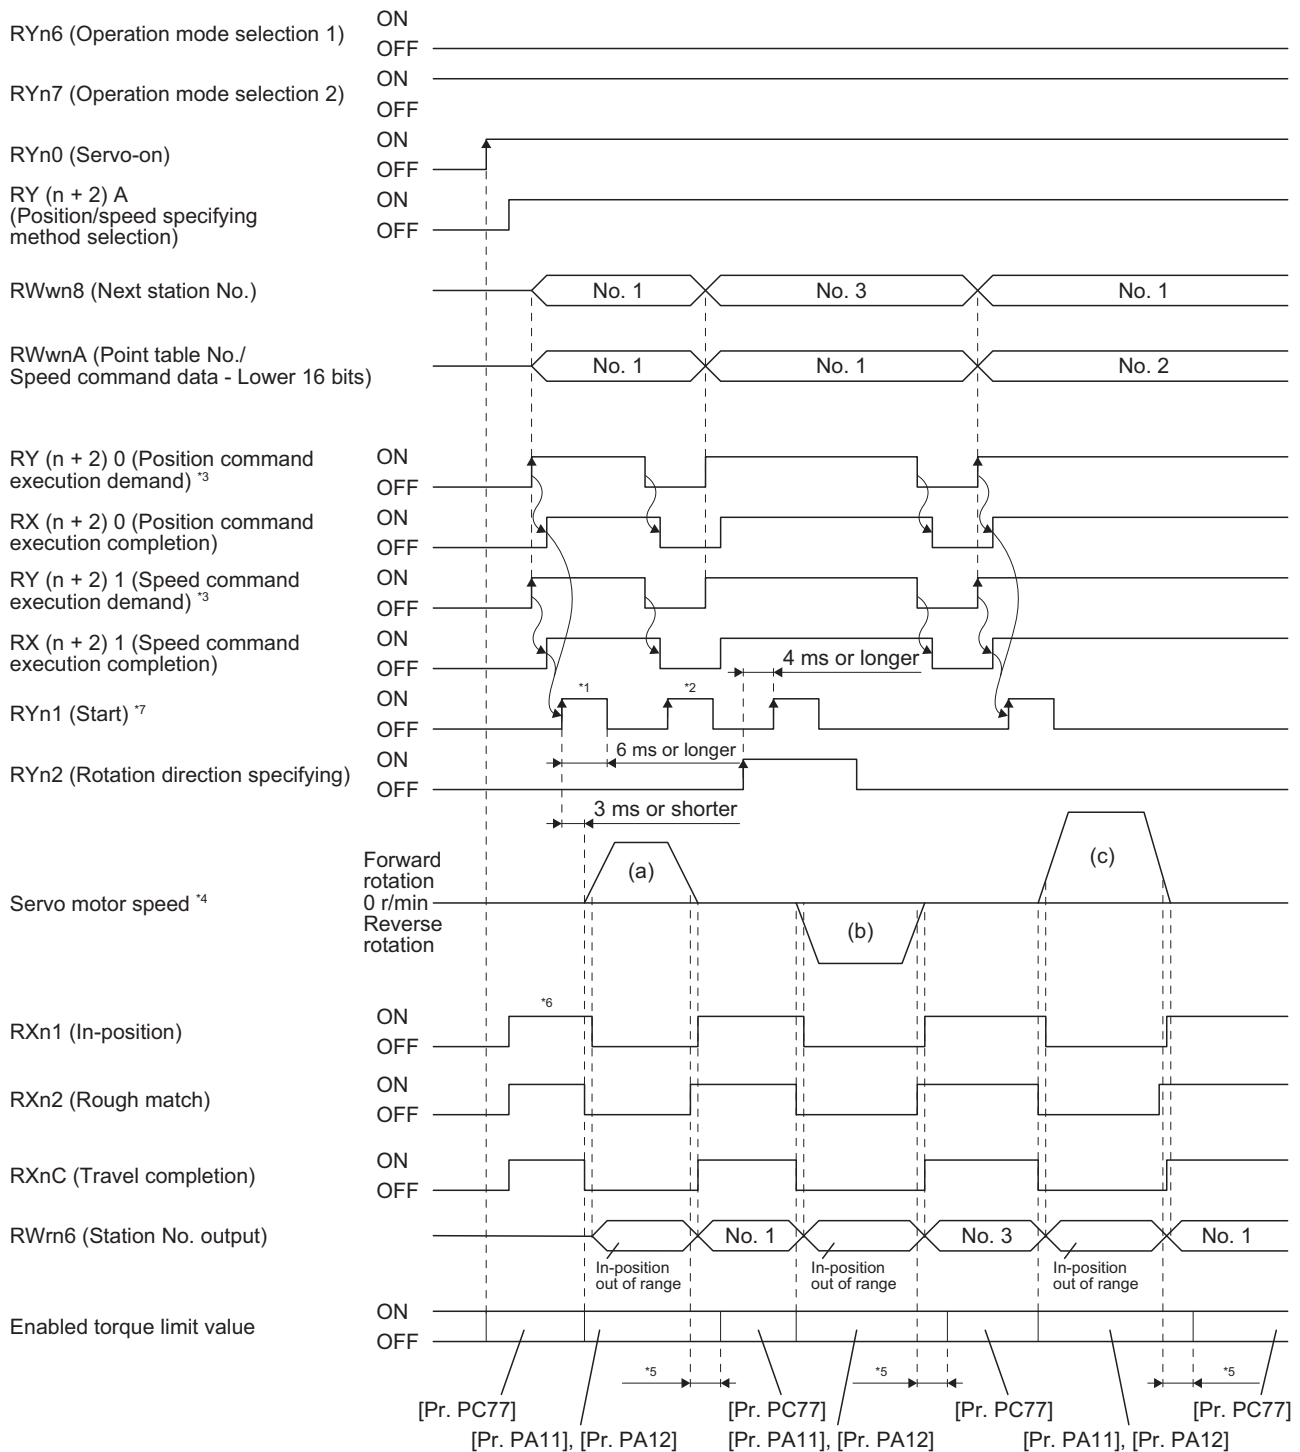 RYn6 (Operation mode selection 1)
ON
OFF
RYn7 (Operation mode selection 2)
ON
OFF
RYn0 (Servo-on)
ON
OFF
RY (n + 2) A
(Position/speed specifying
method selection)
ON
OFF
RWwn8 (Next station No.)
No. 1
No. 3
No. 1
RWwnA (Point table No./
Speed command data - Lower 16 bits)
No. 1
No. 1
No. 2
RY (n + 2) 0 (Position command
execution demand) *3
ON
OFF
RX (n + 2) 0 (Position command
execution completion)
ON
OFF
RY (n + 2) 1 (Speed command
execution demand) *3
ON
OFF
RX (n + 2) 1 (Speed command
execution completion)
ON
OFF
4 ms or longer
RYn1 (Start) *7
ON
OFF
*1
*2
6 ms or longer
RYn2 (Rotation direction specifying)
ON
OFF
3 ms or shorter
Servo motor speed *4
Forward
rotation
0 r/min
Reverse
rotation
(a)
(b)
(c)
RXn1 (In-position)
ON
OFF
*6
RXn2 (Rough match)
ON
OFF
RXnC (Travel completion)
ON
OFF
RWrn6 (Station No. output)
No. 1
No. 3
No. 1
In-position
out of range
In-position
out of range
In-position
out of range
Enabled torque limit value
ON
OFF
*5
*5
*5
[Pr. PC77]
[Pr. PC77]
[Pr. PC77]
[Pr. PC77]
[Pr. PA11], [Pr. PA12]
[Pr. PA11], [Pr. PA12]
[Pr. PA11], [Pr. PA12]